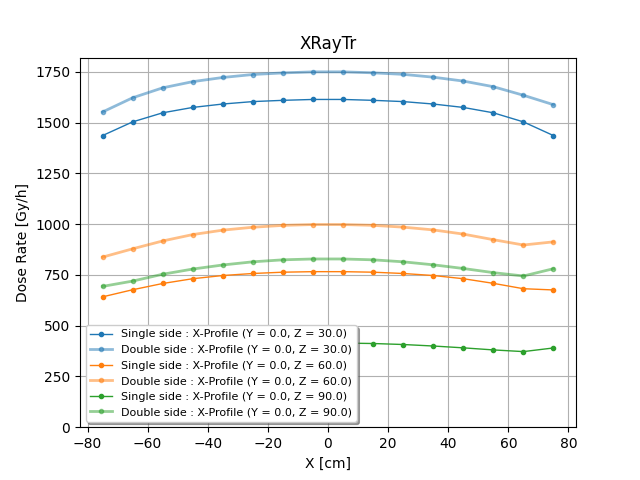 XRayTr
1750
1500
1250
1000
750
500
250
0
Dose Rate [Gy/h]
Single side : X-Profile (Y = 0.0, Z = 30.0)
Double side : X-Profile (Y = 0.0, Z = 30.0)
Single side : X-Profile (Y = 0.0, Z = 60.0)
Double side : X-Profile (Y = 0.0, Z = 60.0)
Single side : X-Profile (Y = 0.0, Z = 90.0)
Double side : X-Profile (Y = 0.0, Z = 90.0)
−80 −60 −40 −20 0 20 40 60 80
X [cm]